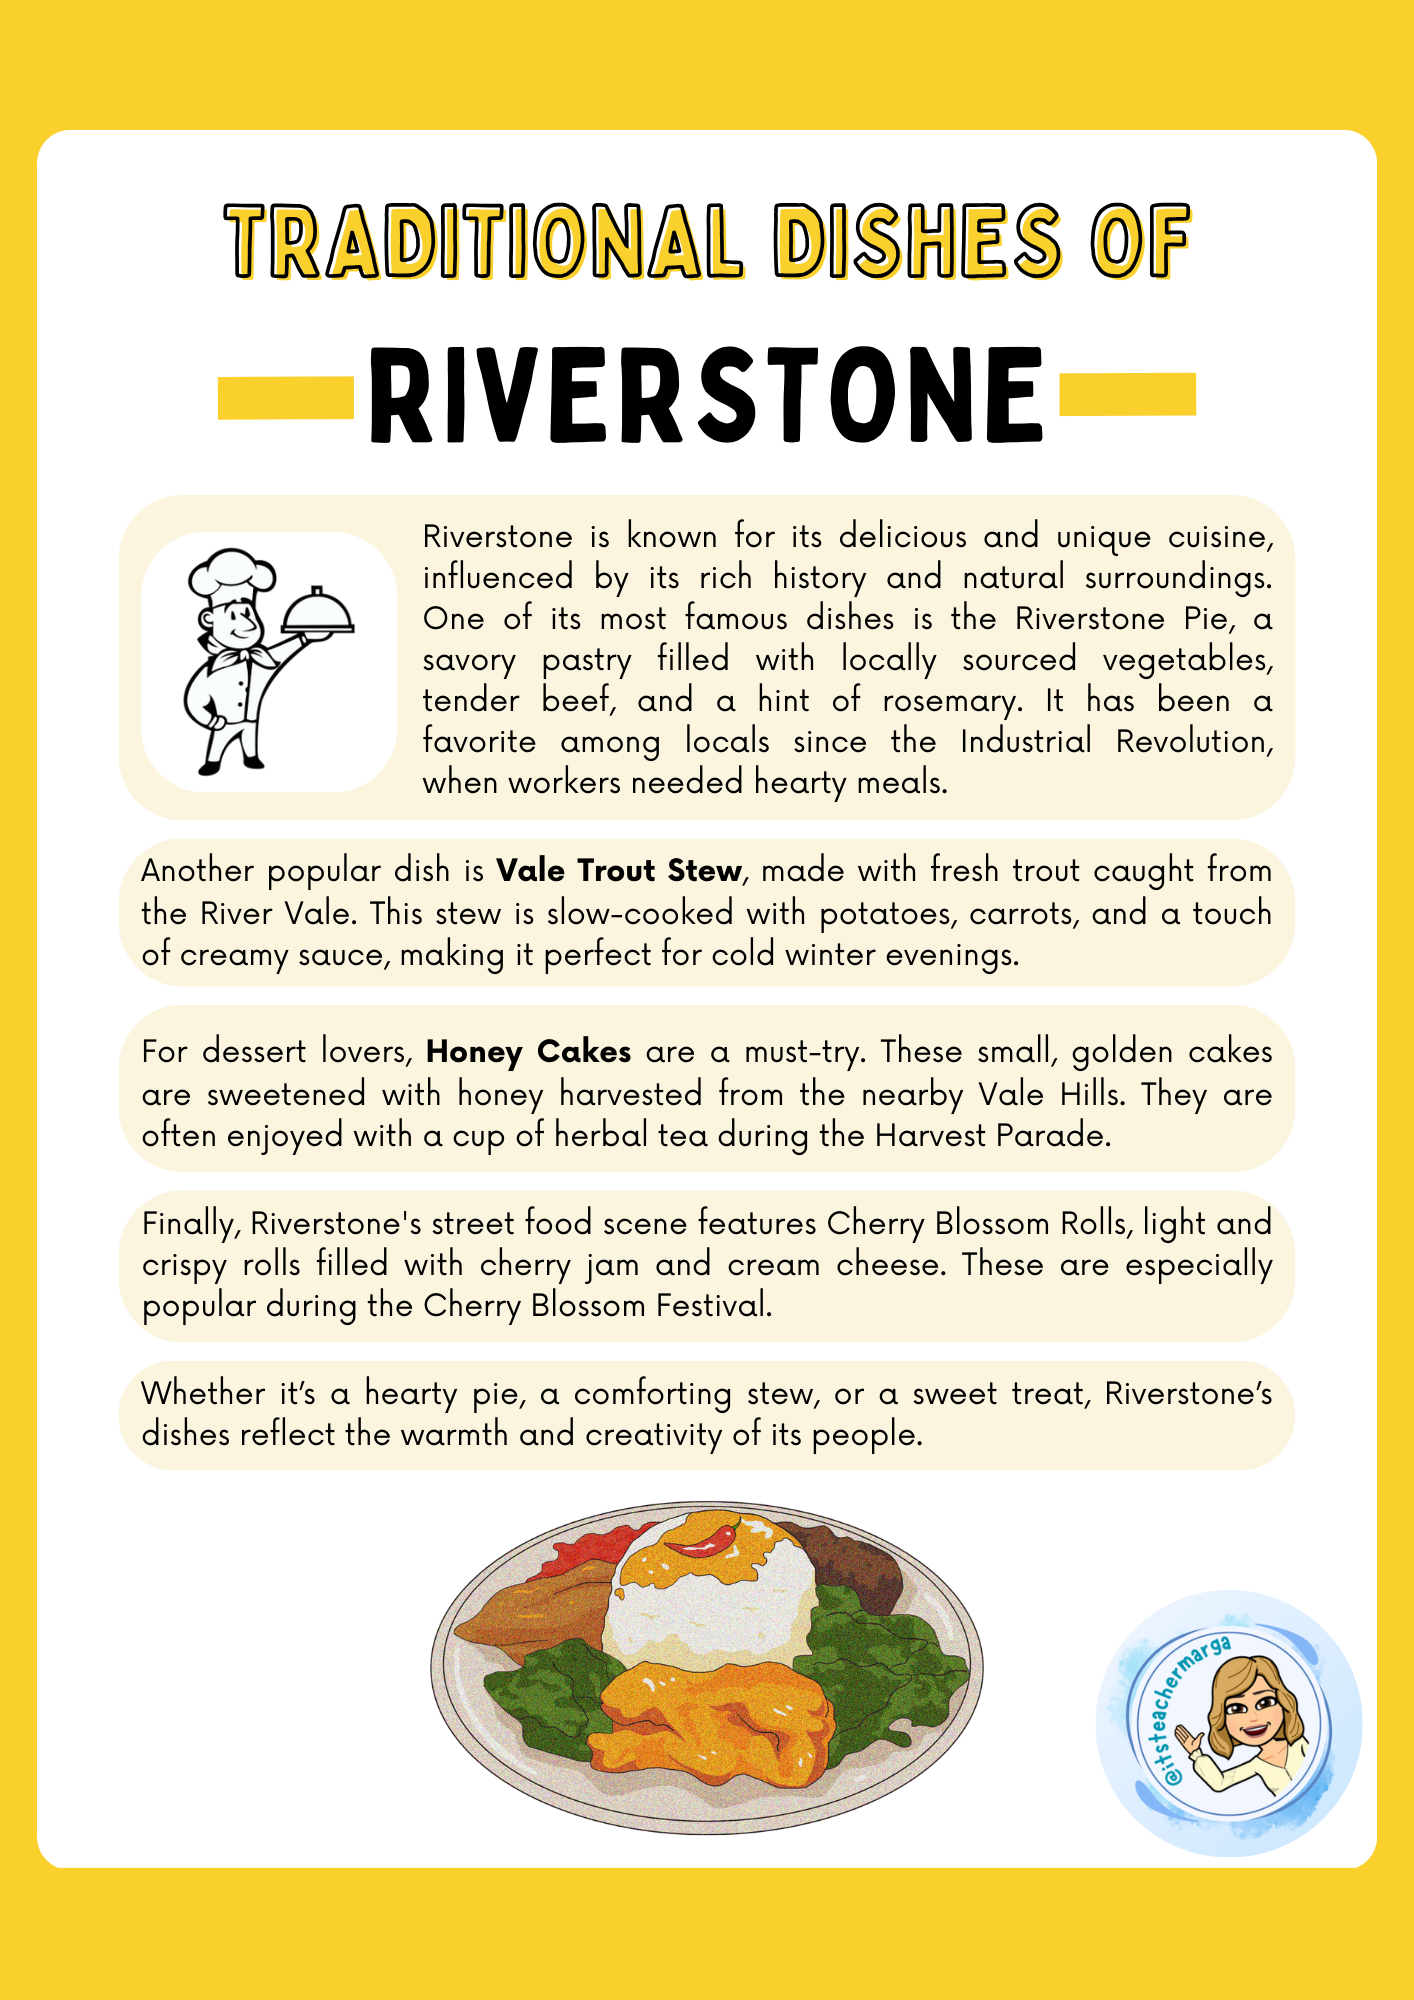 TRADITIONAL DISHES OF
RIVERSTONE
Riverstone is known for its delicious and unique cuisine,
influenced by its rich history and natural surroundings.
One of its most famous dishes is the Riverstone Pie, a
savory pastry filled with locally sourced vegetables,
tender beef, and a hint of rosemary. It has been a
favorite among locals since the Industrial Revolution,
when workers needed hearty meals.
Another popular dish is Vale Trout Stew, made with fresh trout caught from
the River Vale. This stew is slow-cooked with potatoes, carrots, and a touch
of creamy sauce, making it perfect for cold winter evenings.
For dessert lovers, Honey Cakes are a must-try. These small, golden cakes
are sweetened with honey harvested from the nearby Vale Hills. They are
often enjoyed with a cup of herbal tea during the Harvest Parade.
Finally, Riverstone's street food scene features Cherry Blossom Rolls, light and
crispy rolls filled with cherry jam and cream cheese. These are especially
popular during the Cherry Blossom Festival.
Whether it’s a hearty pie, a comforting stew, or a sweet treat, Riverstone’s
dishes reflect the warmth and creativity of its people.
@itsteachermarga